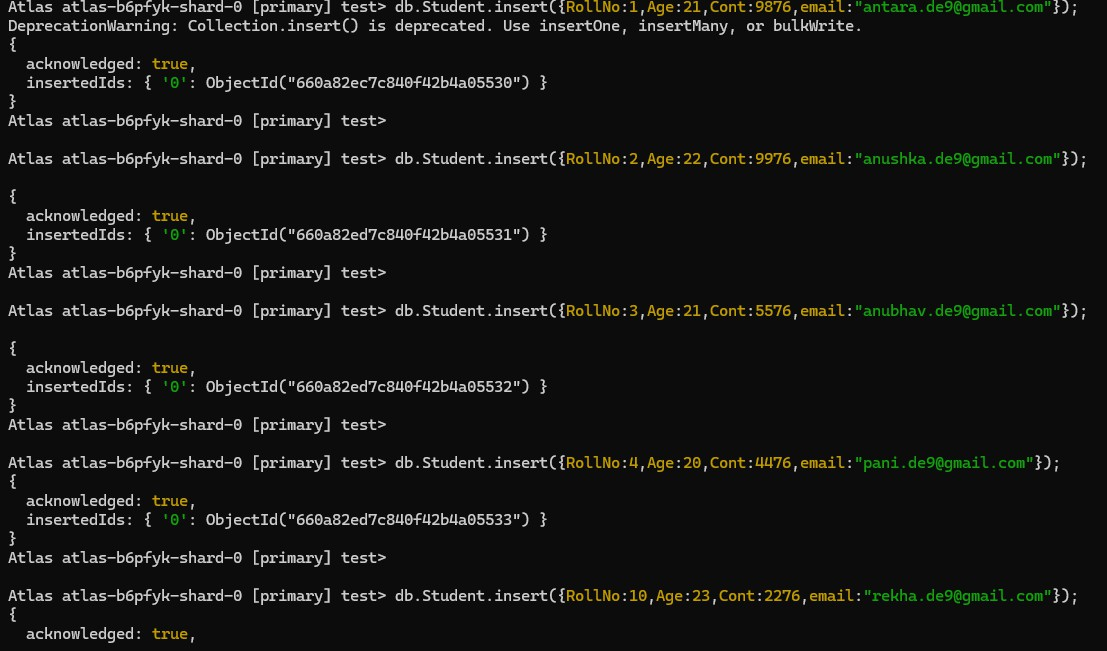 Atlas atlas-b6pfyk-shard-0 [primary] test> db.Student.insert({RollNo:1,Age:21,Cont:9876,email:"antara.de9@gmail.com"});
DeprecationWarning: Collection.insert() is deprecated. Use insertOne, insertMany, or bulkWrite.
{
  acknowledged: true,
  insertedIds: { '0': ObjectId("660a82ec7c840f42b4a05530") }
}
Atlas atlas-b6pfyk-shard-0 [primary] test>
Atlas atlas-b6pfyk-shard-0 [primary] test> db.Student.insert({RollNo:2,Age:22,Cont:9976,email:"anushka.de9@gmail.com"});
{
  acknowledged: true,
  insertedIds: { '0': ObjectId("660a82ed7c840f42b4a05531") }
}
Atlas atlas-b6pfyk-shard-0 [primary] test>
Atlas atlas-b6pfyk-shard-0 [primary] test> db.Student.insert({RollNo:3,Age:21,Cont:5576,email:"anubhav.de9@gmail.com"});
{
  acknowledged: true,
  insertedIds: { '0': ObjectId("660a82ed7c840f42b4a05532") }
}
Atlas atlas-b6pfyk-shard-0 [primary] test>
Atlas atlas-b6pfyk-shard-0 [primary] test> db.Student.insert({RollNo:4,Age:20,Cont:4476,email:"pani.de9@gmail.com"});
{
  acknowledged: true,
  insertedIds: { '0': ObjectId("660a82ed7c840f42b4a05533") }
}
Atlas atlas-b6pfyk-shard-0 [primary] test>
Atlas atlas-b6pfyk-shard-0 [primary] test> db.Student.insert({RollNo:10,Age:23,Cont:2276,email:"rekha.de9@gmail.com"});
{
  acknowledged: true,